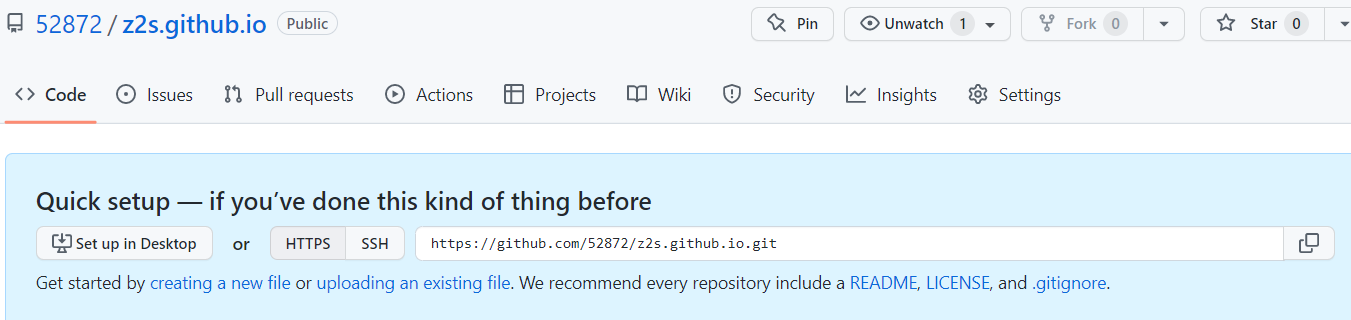 52872 / z2s.github.io Public Pin Unwatch 1 Fork 0 Star 0
Code Issues Pull requests Actions Projects Wiki Security Insights Settings
Quick setup — if you’ve done this kind of thing before
Set up in Desktop or HTTPS SSH https://github.com/52872/z2s.github.io.git
Get started by creating a new file or uploading an existing file. We recommend every repository include a README, LICENSE, and .gitignore.